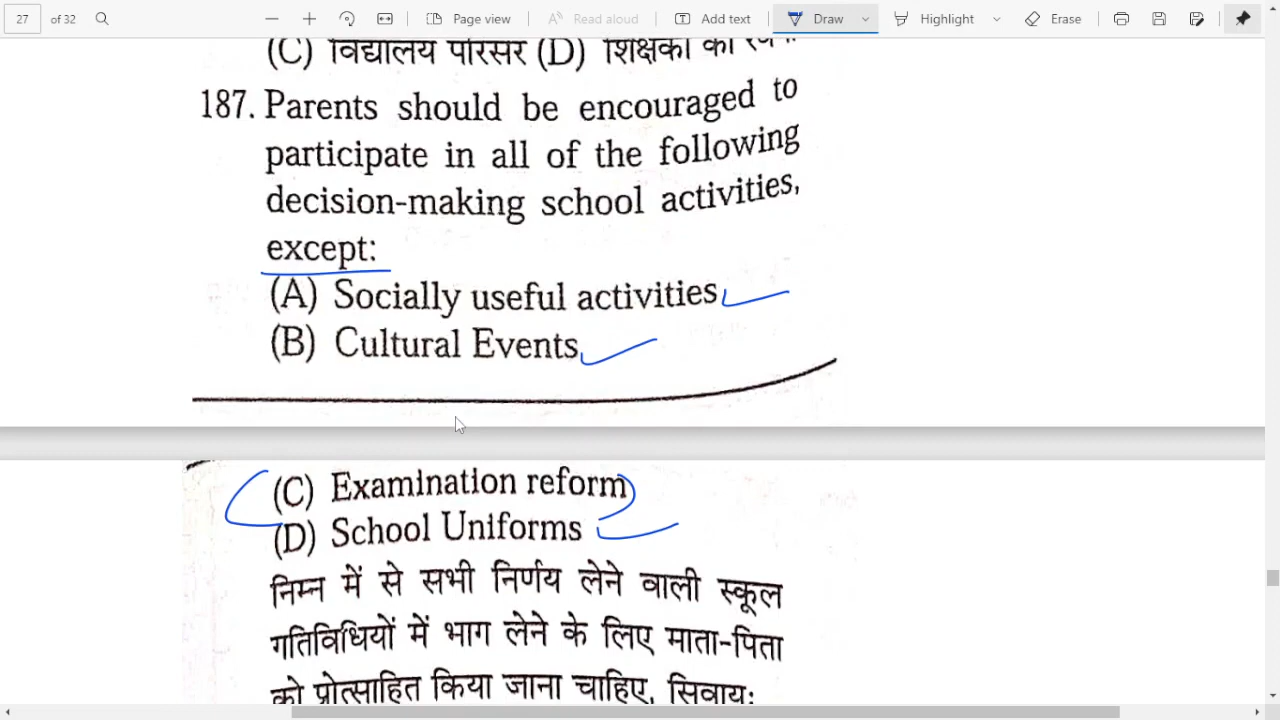 27 of 32 Page view Read aloud Add text Draw Highlight Erase
(C) विद्यालय परिसर (D) शिक्षकों की
187. Parents should be encouraged to
participate in all of the following
decision-making school activities,
except:
(A) Socially useful activities
(B) Cultural Events
(C) Examination reform
(D) School Uniforms
निम्न में से सभी निर्णय लेने वाली स्कूल
गतिविधियों में भाग लेने के लिए माता-पिता
को प्रोत्साहित किया जाना चाहिए, सिवाय: